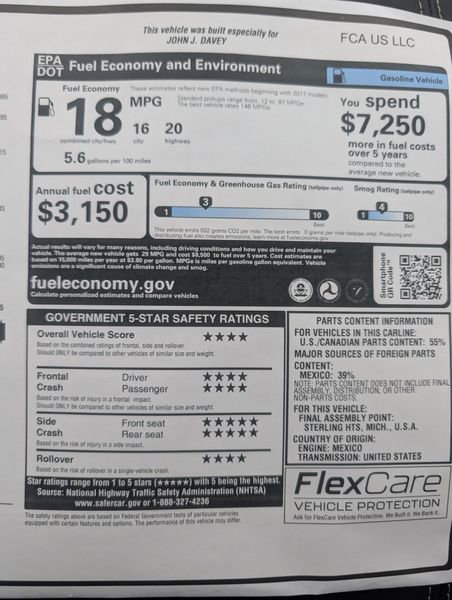 This vehicle was built especially for
JOHN J. DAVEY
FCA US LLC
EPA
DOT
Fuel Economy and Environment
Gasoline Vehicle
Fuel Economy
These estimates reflect new EPA methods beginning with 2017 models.
18
MPG
Standard pickups range from 12 to 87 MPGe.
The best vehicle rates 146 MPGe.
16
20
combined city/hwy
city
highway
5.6 gallons per 100 miles
You spend
$7,250
more in fuel costs
over 5 years
compared to the
average new vehicle.
Annual fuel cost
$3,150
Fuel Economy & Greenhouse Gas Rating (tailpipe only)
3
1
10
Best
Smog Rating (tailpipe only)
4
1
10
Best
This vehicle emits 502 grams CO2 per mile. The best emits 0 grams per mile (tailpipe only). Producing and
distributing fuel also creates emissions; learn more at fueleconomy.gov
Actual results will vary for many reasons, including driving conditions and how you drive and maintain your
vehicle. The average new vehicle gets 29 MPG and cost $8,500 to fuel over 5 years. Cost estimates are
based on 15,000 miles per year at $3.80 per gallon. MPGe is miles per gasoline gallon equivalent. Vehicle
emissions are a significant cause of climate change and smog.
fueleconomy.gov
Calculate personalized estimates and compare vehicles
Smartphone
QR Code™
GOVERNMENT 5-STAR SAFETY RATINGS
Overall Vehicle Score ★★★★
Based on the combined ratings of frontal, side and rollover.
Should ONLY be compared to other vehicles of similar size and weight.
Frontal Driver ★★★★
Crash Passenger ★★★★
Based on the risk of injury in a frontal impact.
Should ONLY be compared to other vehicles of similar size and weight.
Side Front seat ★★★★★
Crash Rear seat ★★★★★
Based on the risk of injury in a side impact.
Rollover ★★★★
Based on the risk of rollover in a single-vehicle crash.
Star ratings range from 1 to 5 stars (★★★★★) with 5 being the highest.
Source: National Highway Traffic Safety Administration (NHTSA)
www.safercar.gov or 1-888-327-4236
The safety ratings above are based on Federal Government tests of particular vehicles
equipped with certain features and options. The performance of this vehicle may differ.
PARTS CONTENT INFORMATION
FOR VEHICLES IN THIS CARLINE:
U.S./CANADIAN PARTS CONTENT: 55%
MAJOR SOURCES OF FOREIGN PARTS
CONTENT:
MEXICO: 39%
NOTE: PARTS CONTENT DOES NOT INCLUDE FINAL
ASSEMBLY, DISTRIBUTION, OR OTHER
NON-PARTS COSTS.
FOR THIS VEHICLE:
FINAL ASSEMBLY POINT:
STERLING HTS, MICH., U.S.A.
COUNTRY OF ORIGIN:
ENGINE: MEXICO
TRANSMISSION: UNITED STATES
FlexCare
VEHICLE PROTECTION
Ask for FlexCare Vehicle Protection. We Built It. We Back It.